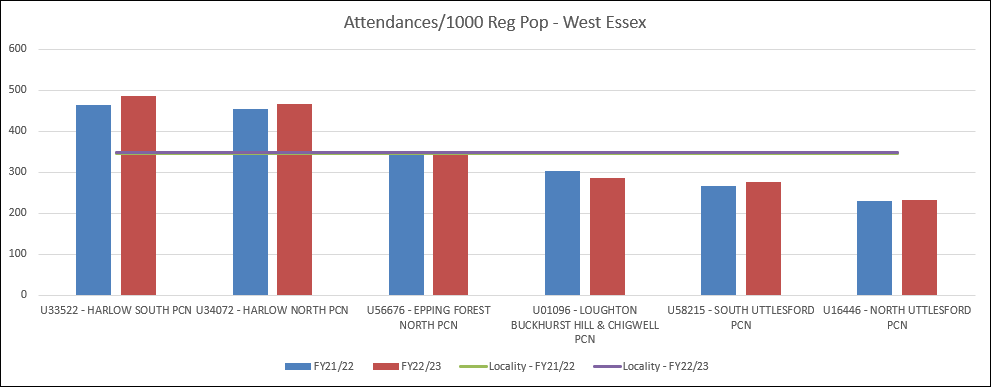 Attendances/1000 Reg Pop - West Essex
600
500
400
300
200
100
0
U33522 - HARLOW SOUTH PCN
U34072 - HARLOW NORTH PCN
U56676 - EPPING FOREST
NORTH PCN
U01096 - LOUGHTON
BUCKHURST HILL & CHIGWELL
PCN
U58215 - SOUTH UTTLESFORD
PCN
U16446 - NORTH UTTLESFORD
PCN
FY21/22
FY22/23
Locality - FY21/22
Locality - FY22/23